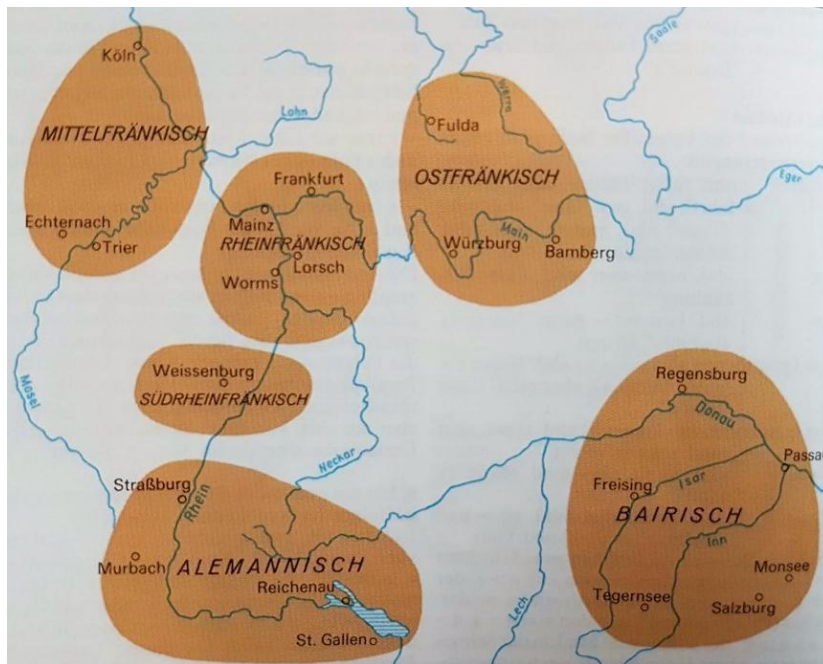 Köln
MITTELFRÄNKISCH
Lahn
Echternach
Trier
Mosel
Frankfurt
Mainz
RHEINFRÄNKISCH
Lorsch
Worms
Fulda
Werra
OSTFRÄNKISCH
Würzburg
Main
Bamberg
Saale
Eger
Weissenburg
SÜDRHEINFRÄNKISCH
Neckar
Straßburg
Rhein
Murbach
ALEMANNISCH
Reichenau
St. Gallen
Lech
Regensburg
Donau
Passau
Freising
Isar
BAIRISCH
Inn
Monsee
Tegernsee
Salzburg